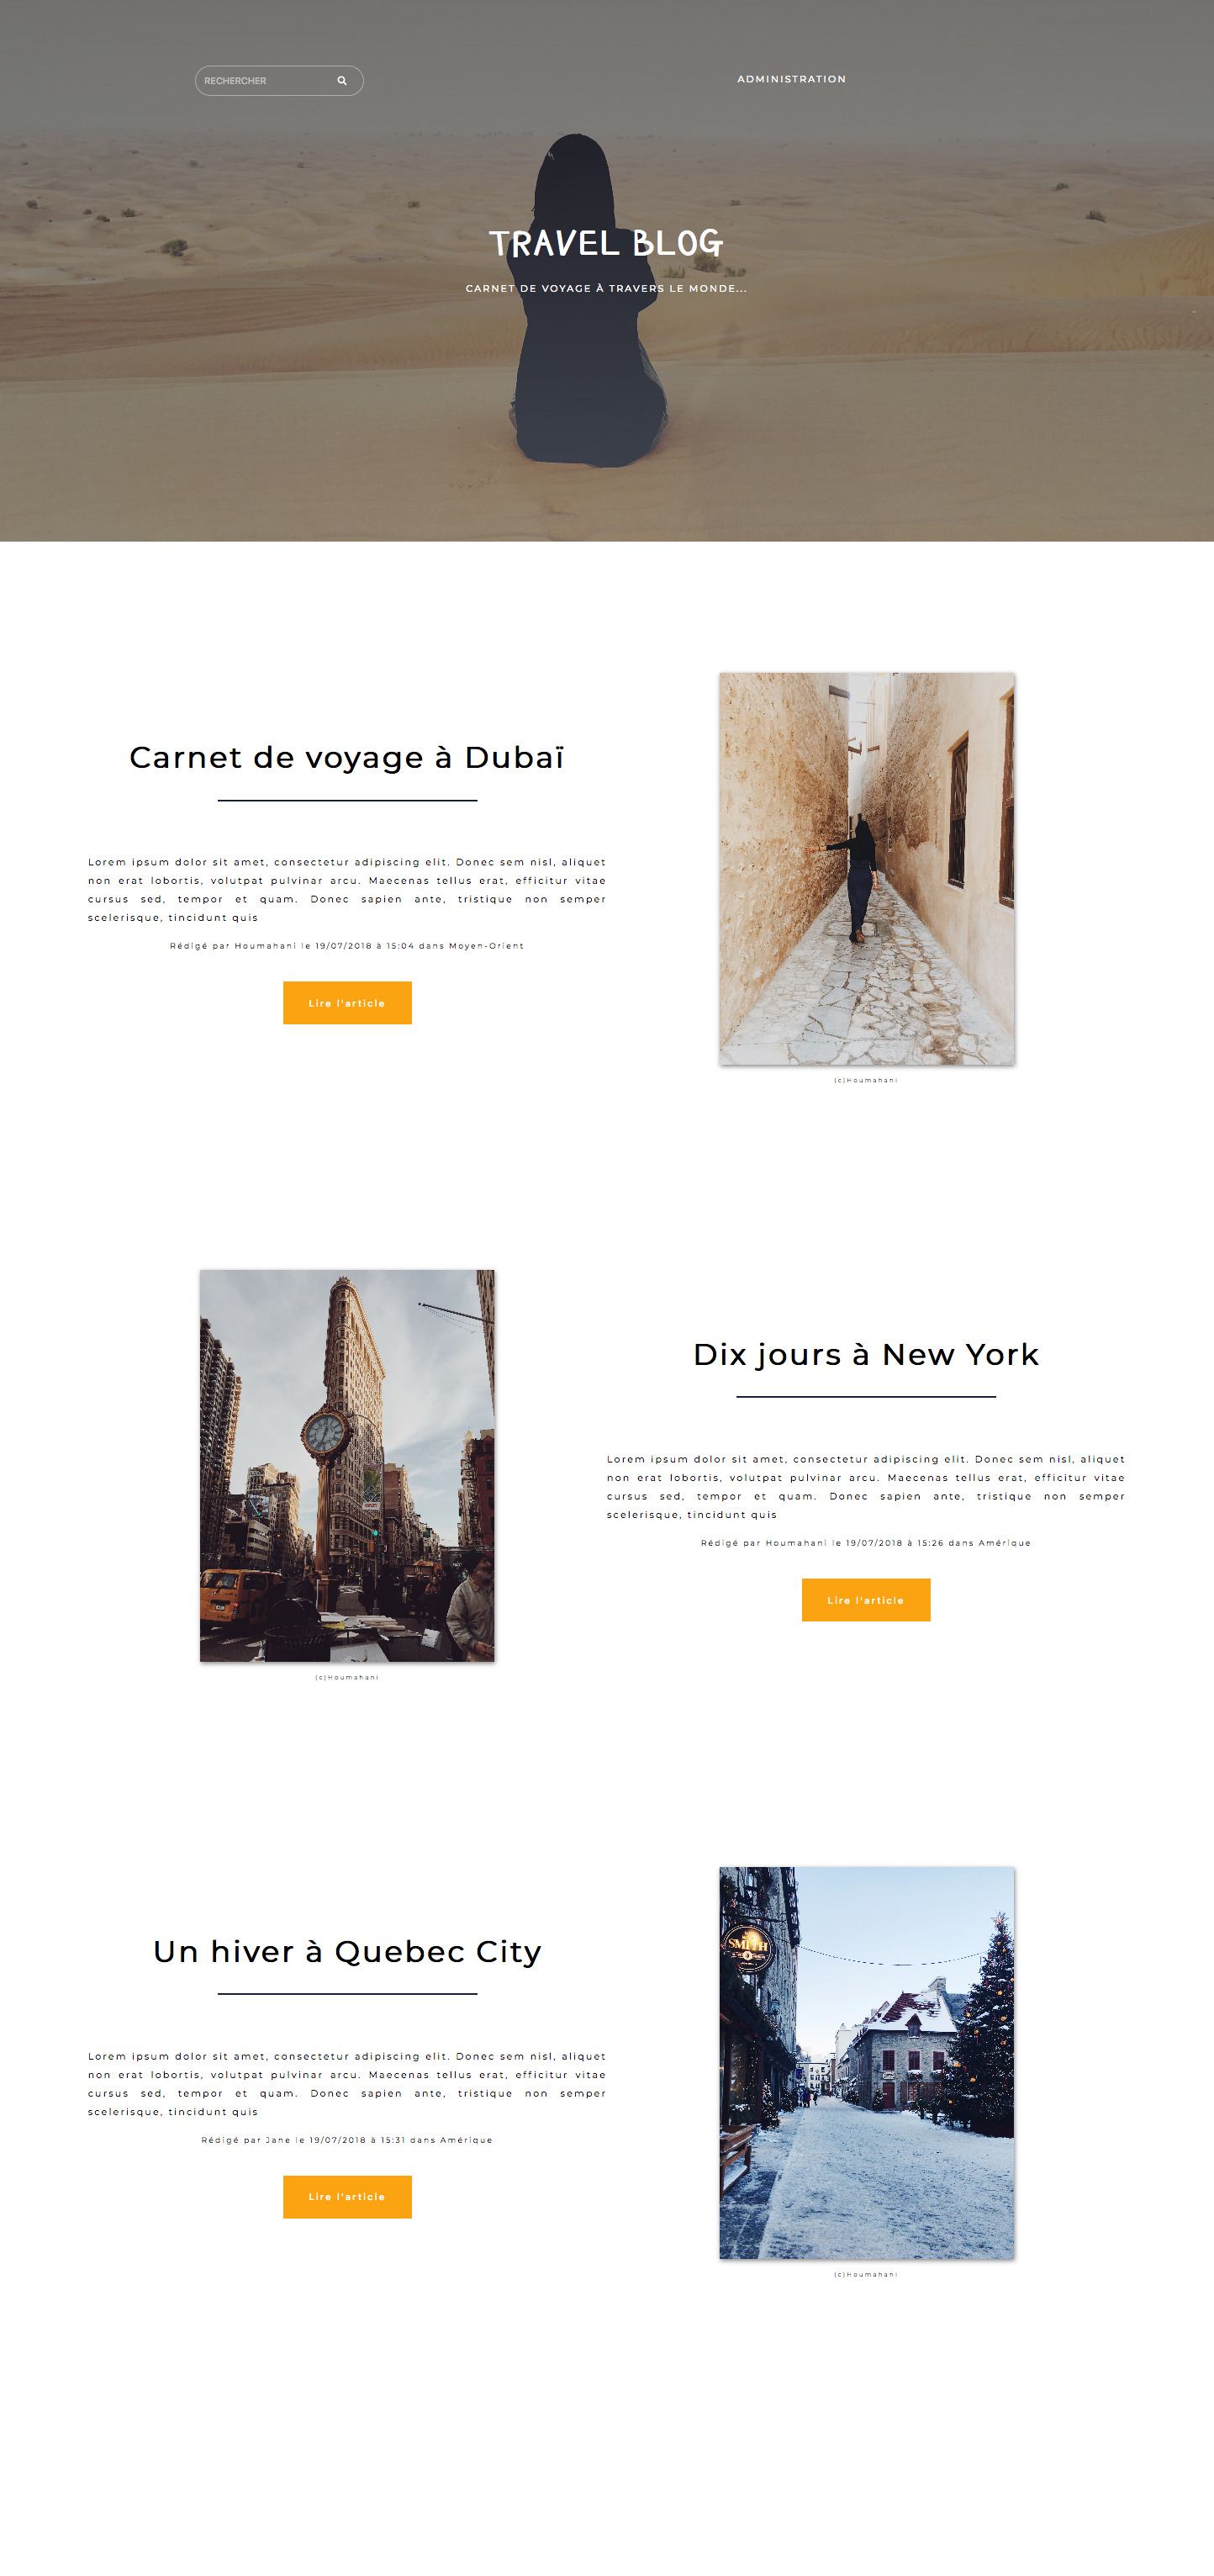 RECHERCHER
ADMINISTRATION
TRAVEL BLOG
CARNET DE VOYAGE À TRAVERS LE MONDE...
Carnet de voyage à Dubaï
Lorem ipsum dolor sit amet, consectetur adipiscing elit. Donec sem nisl, aliquet
non erat lobortis, volutpat pulvinar arcu. Maecenas tellus erat, efficitur vitae
cursus sed, tempor et quam. Donec sapien ante, tristique non semper
scelerisque, tincidunt quis
Rédigé par Houmahani le 19/07/2018 à 15:04 dans Moyen-Orient
Lire l'article
(c)Houmahani
Dix jours à New York
Lorem ipsum dolor sit amet, consectetur adipiscing elit. Donec sem nisl, aliquet
non erat lobortis, volutpat pulvinar arcu. Maecenas tellus erat, efficitur vitae
cursus sed, tempor et quam. Donec sapien ante, tristique non semper
scelerisque, tincidunt quis
Rédigé par Houmahani le 19/07/2018 à 15:26 dans Amérique
Lire l'article
(c)Houmahani
Un hiver à Quebec City
Lorem ipsum dolor sit amet, consectetur adipiscing elit. Donec sem nisl, aliquet
non erat lobortis, volutpat pulvinar arcu. Maecenas tellus erat, efficitur vitae
cursus sed, tempor et quam. Donec sapien ante, tristique non semper
scelerisque, tincidunt quis
Rédigé par Jane le 19/07/2018 à 15:31 dans Amérique
Lire l'article
SMITH
(c)Houmahani